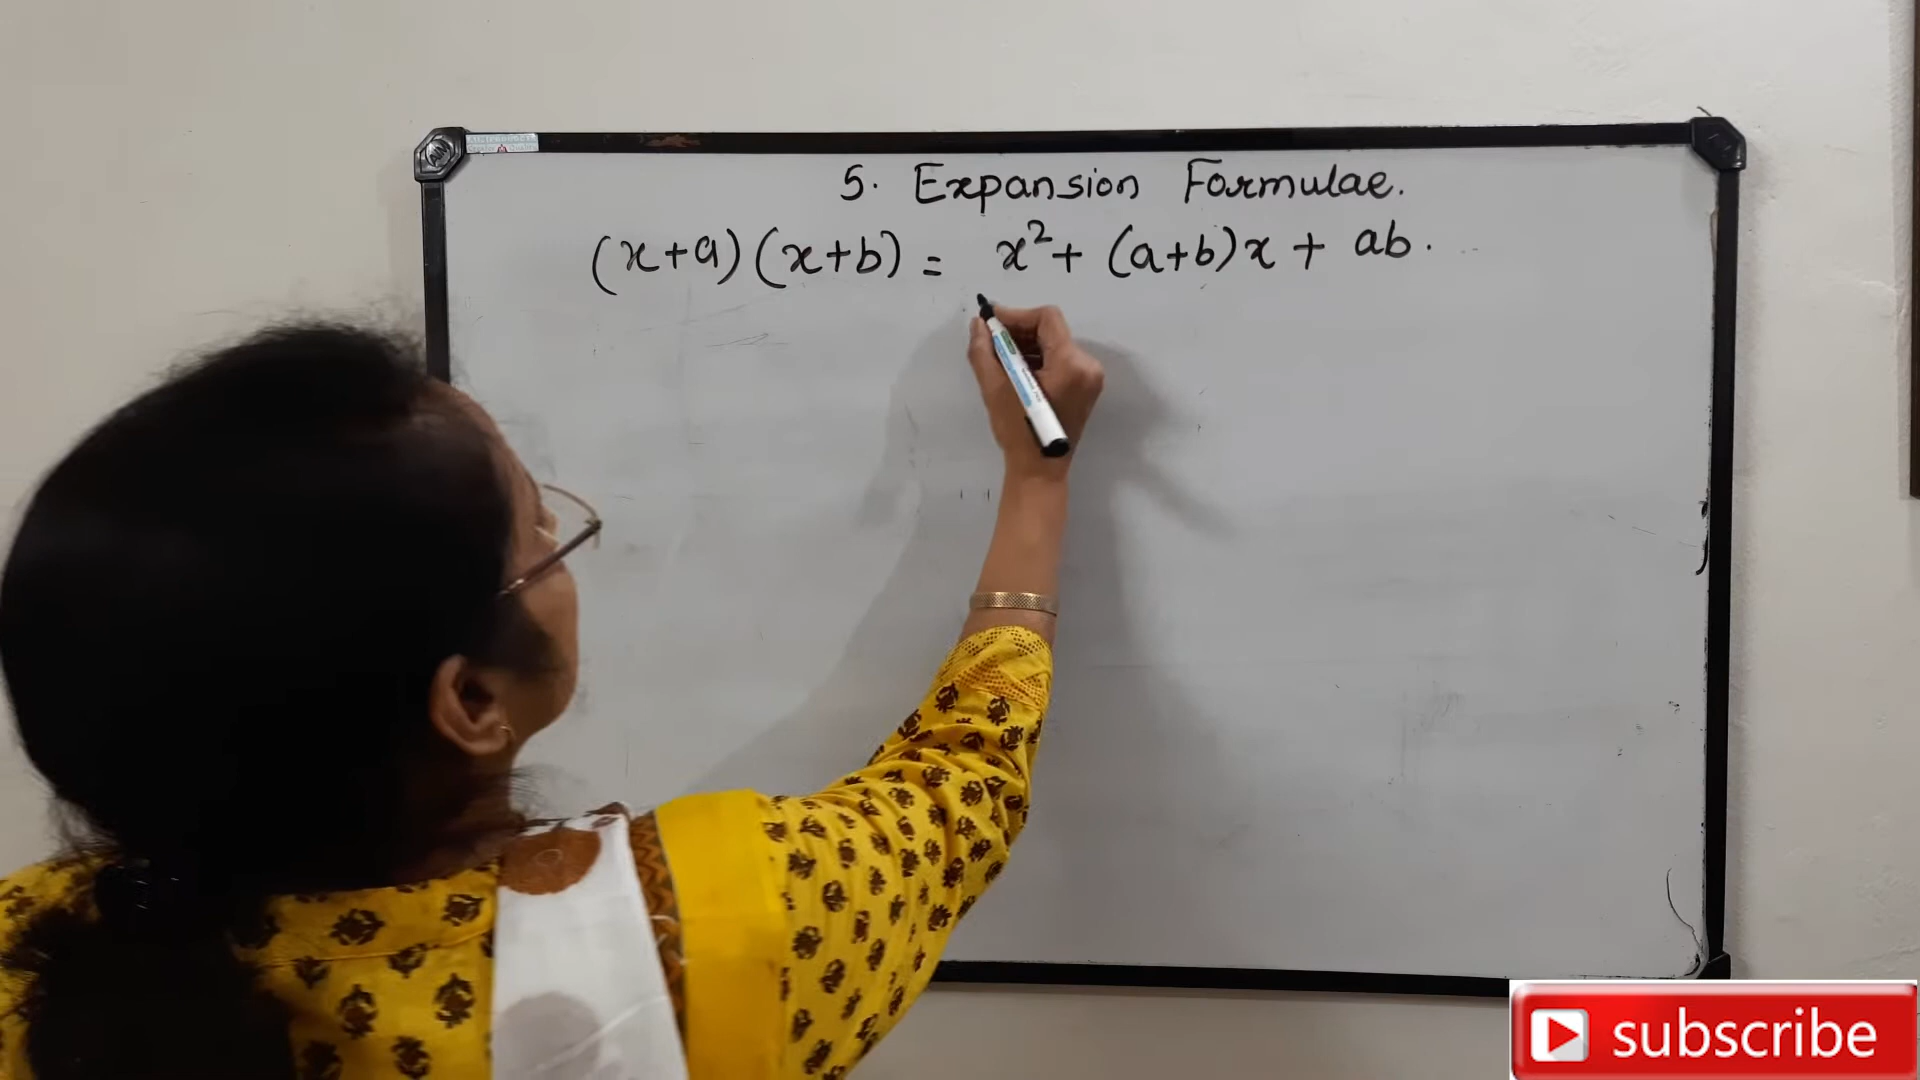 5. Expansion Formulae.
(x+a)(x+b) = x² + (a+b)x + ab.
subscribe